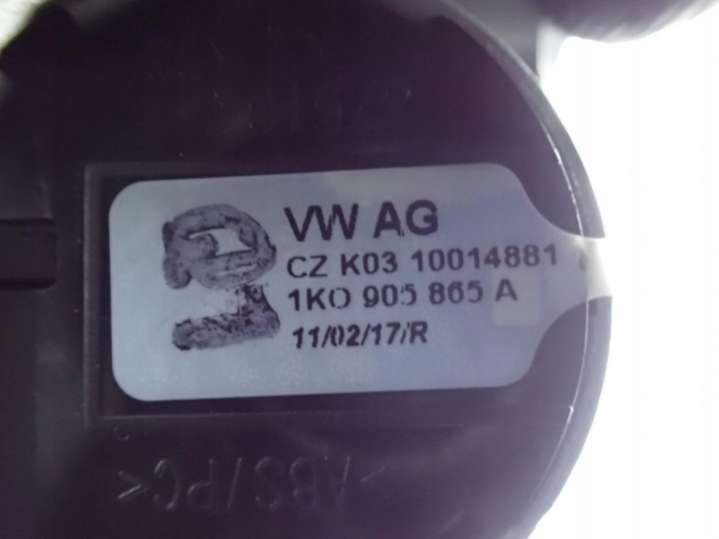 VW AG
CZ K03 10014881
1K0 905 865 A
11/02/17/R
>ABS/PC<